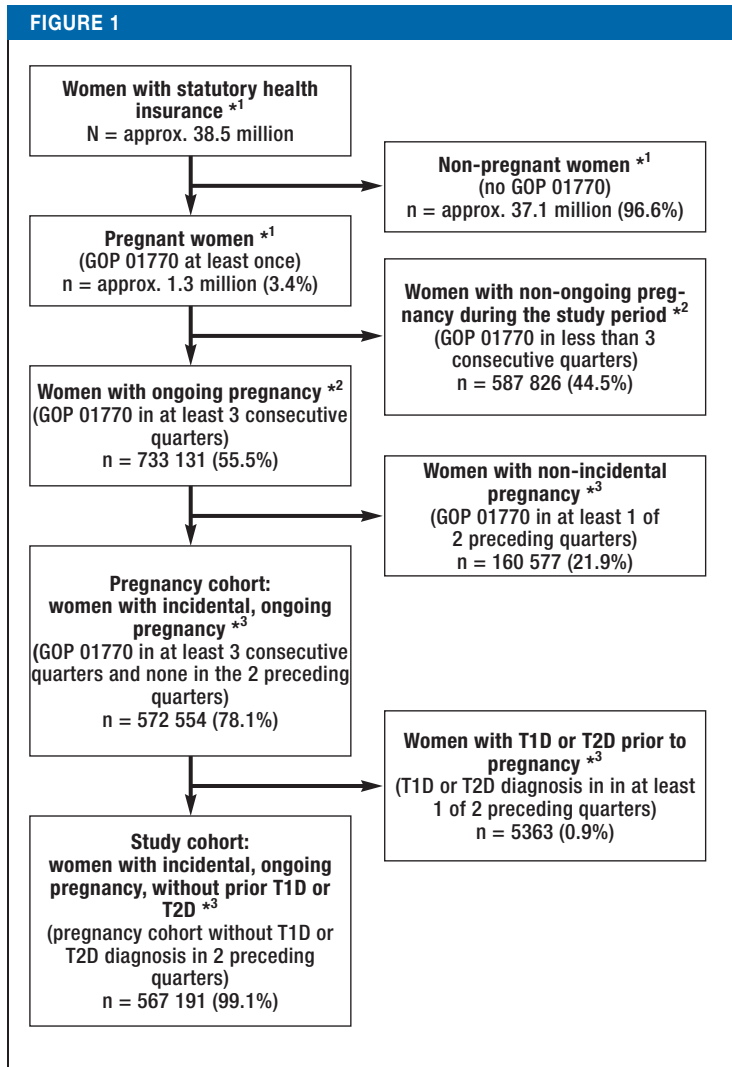 FIGURE 1
Women with statutory health
insurance *1
N = approx. 38.5 million
Non-pregnant women *1
(no GOP 01770)
n = approx. 37.1 million (96.6%)
Pregnant women *1
(GOP 01770 at least once)
n = approx. 1.3 million (3.4%)
Women with non-ongoing preg-
nancy during the study period *2
(GOP 01770 in less than 3
consecutive quarters)
n = 587 826 (44.5%)
Women with ongoing pregnancy *2
(GOP 01770 in at least 3 consecutive
quarters)
n = 733 131 (55.5%)
Women with non-incidental
pregnancy *3
(GOP 01770 in at least 1 of
2 preceding quarters)
n = 160 577 (21.9%)
Pregnancy cohort:
women with incidental, ongoing
pregnancy *3
(GOP 01770 in at least 3 consecutive
quarters and none in the 2 preceding
quarters)
n = 572 554 (78.1%)
Women with T1D or T2D prior to
pregnancy *3
(T1D or T2D diagnosis in in at least
1 of 2 preceding quarters)
n = 5363 (0.9%)
Study cohort:
women with incidental, ongoing
pregnancy, without prior T1D or
T2D *3
(pregnancy cohort without T1D or
T2D diagnosis in 2 preceding
quarters)
n = 567 191 (99.1%)